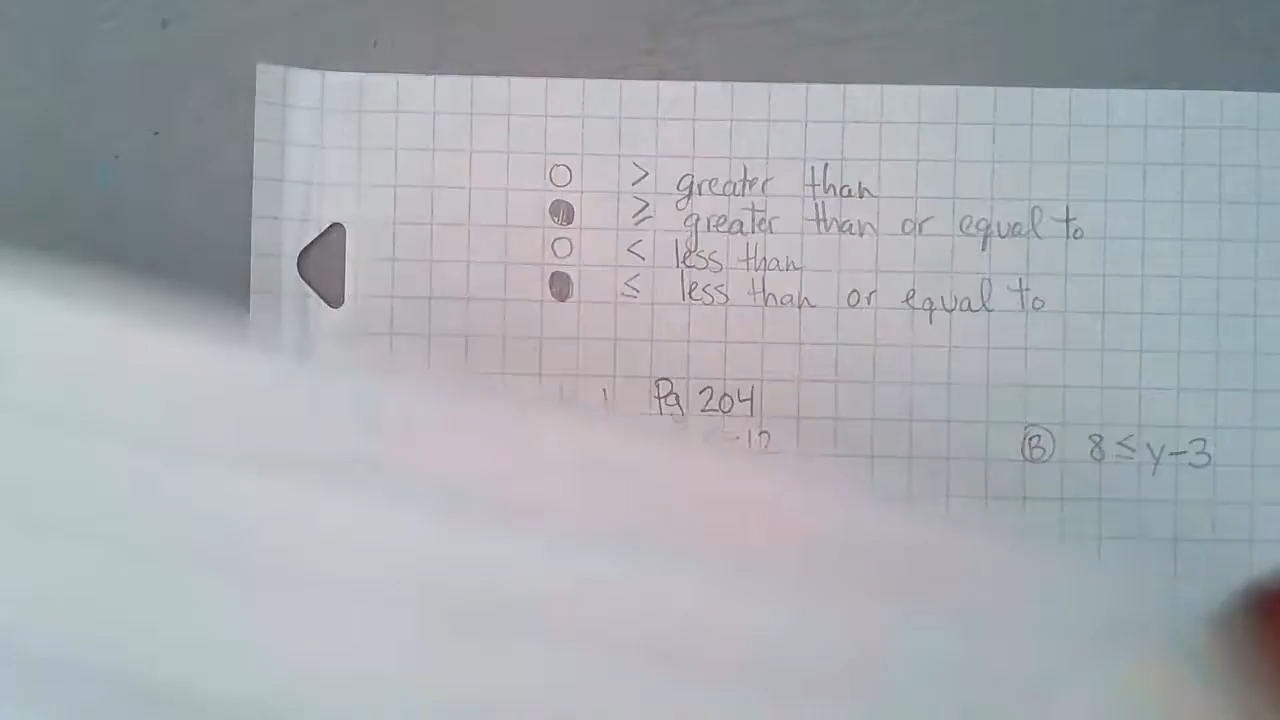 > greater than
≥ greater than or equal to
< less than
≤ less than or equal to
Pg 204
Ⓑ 8 ≤ y-3